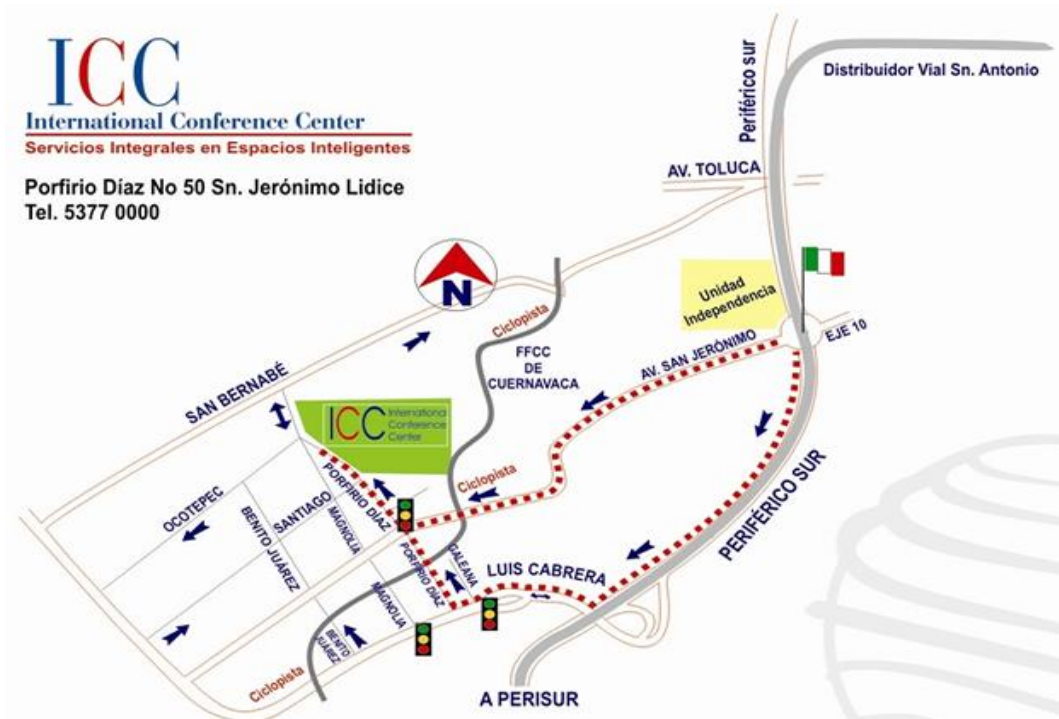 ICC
International Conference Center
Servicios Integrales en Espacios Inteligentes
Porfirio Díaz No 50 Sn. Jerónimo Lidice
Tel. 5377 0000
Periférico sur
Distribuidor Vial Sn. Antonio
AV. TOLUCA
N
Unidad
Independencia
Ciclopista
EJE 10
AV. SAN JERÓNIMO
FFCC
DE
CUERNAVACA
SAN BERNABÉ
ICC
International
Conference
Center
PORFIRIO DÍAZ
Ciclopista
OCOTEPEC
SANTIAGO
MAGNOLIA
BENITO JUÁREZ
PERIFÉRICO SUR
PORFIRIO DÍAZ
GALEANA
LUIS CABRERA
MAGNOLIA
BENITO
JUÁREZ
Ciclopista
A PERISUR